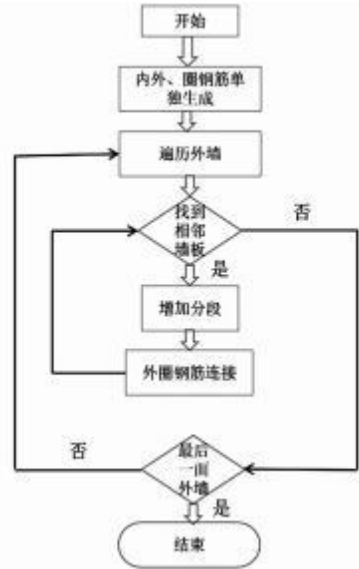 开始
内外、圈钢筋单
独生成
遍历外墙
找到
相邻
墙板
否
是
增加分段
外圈钢筋连接
否
最后
一面
外墙
是
结束